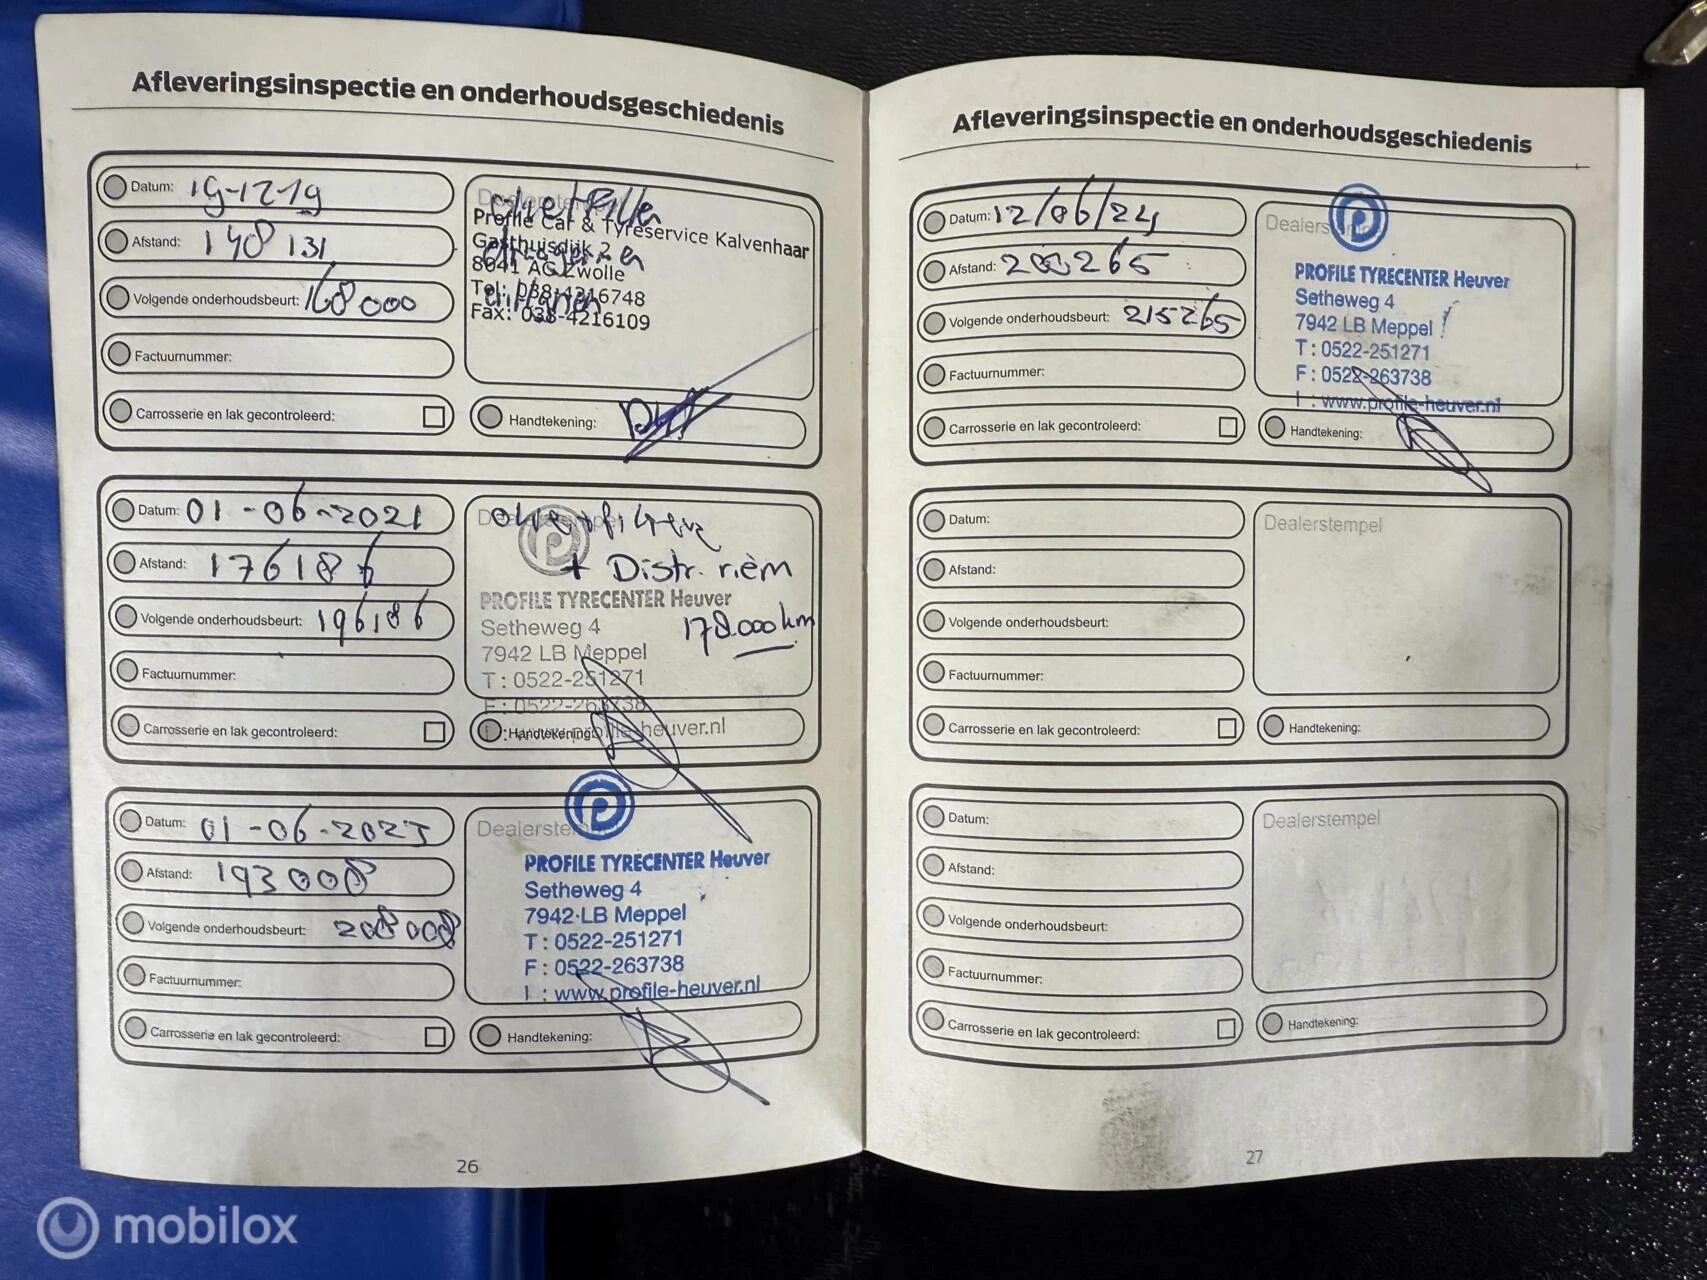 Afleveringsinspectie en onderhoudsgeschiedenis
Datum: 19-12-19
Afstand: 148131
Volgende onderhoudsbeurt: 168000
Factuurnummer:
Carrosserie en lak gecontroleerd:
Profile Car & Tyreservice Kalvenhaar
Gasthuisdijk 2
8041 AG Zwolle
Tel: 038-4216748
Fax: 038-4216109
Handtekening:
Datum: 01-06-2021
Afstand: 176186
Volgende onderhoudsbeurt: 196186
Factuurnummer:
Carrosserie en lak gecontroleerd:
+ Distr. riem
PROFILE TYRECENTER Heuver
178.000 km
Setheweg 4
7942 LB Meppel
T: 0522-251271
F: 0522-263738
Handtekening:
Datum: 01-06-2023
Afstand: 193008
Volgende onderhoudsbeurt: 208008
Factuurnummer:
Carrosserie en lak gecontroleerd:
PROFILE TYRECENTER Heuver
Setheweg 4
7942 LB Meppel
T: 0522-251271
F: 0522-263738
I : www.profile-heuver.nl
Handtekening:
26
Afleveringsinspectie en onderhoudsgeschiedenis
Datum: 12/06/24
Afstand: 200265
Volgende onderhoudsbeurt: 215265
Factuurnummer:
Carrosserie en lak gecontroleerd:
PROFILE TYRECENTER Heuver
Setheweg 4
7942 LB Meppel
T: 0522-251271
F: 0522-263738
I : www.profile-heuver.nl
Handtekening:
Datum:
Afstand:
Volgende onderhoudsbeurt:
Factuurnummer:
Carrosserie en lak gecontroleerd:
Dealerstempel
Handtekening:
Datum:
Afstand:
Volgende onderhoudsbeurt:
Factuurnummer:
Carrosserie en lak gecontroleerd:
Dealerstempel
Handtekening:
27
mobilox